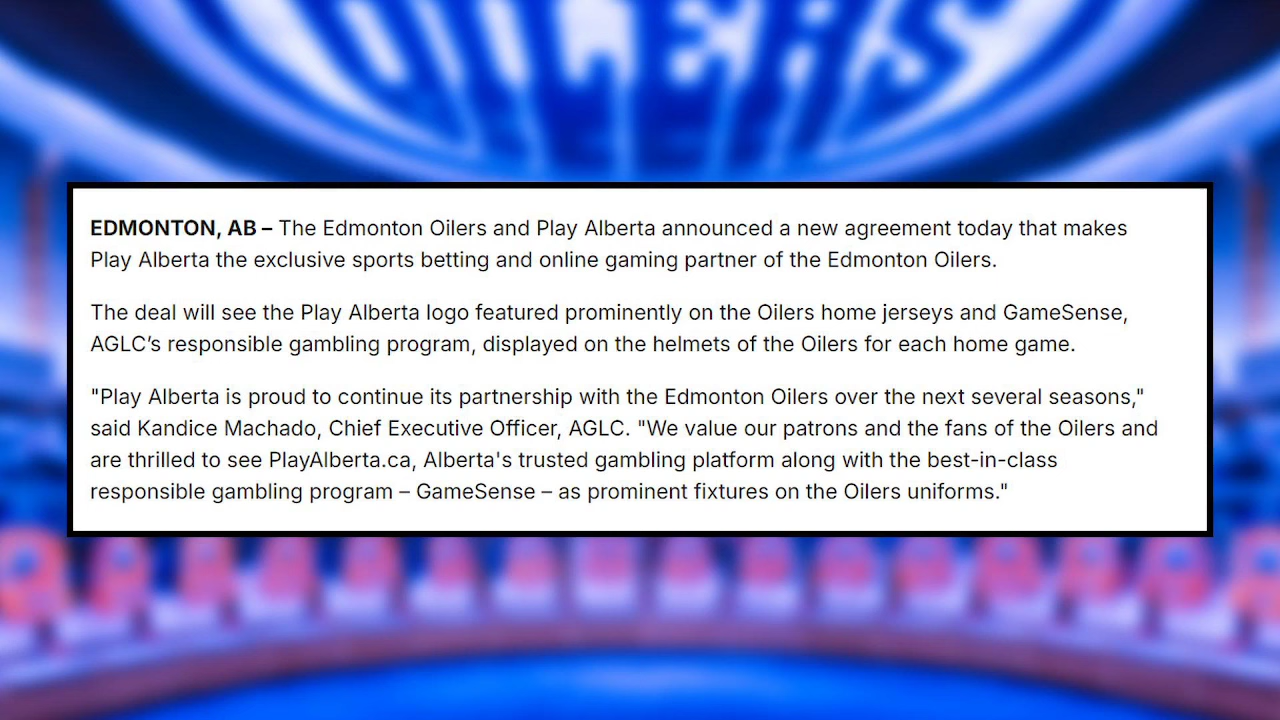 OILERS
EDMONTON, AB – The Edmonton Oilers and Play Alberta announced a new agreement today that makes
Play Alberta the exclusive sports betting and online gaming partner of the Edmonton Oilers.
The deal will see the Play Alberta logo featured prominently on the Oilers home jerseys and GameSense,
AGLC’s responsible gambling program, displayed on the helmets of the Oilers for each home game.
"Play Alberta is proud to continue its partnership with the Edmonton Oilers over the next several seasons,"
said Kandice Machado, Chief Executive Officer, AGLC. "We value our patrons and the fans of the Oilers and
are thrilled to see PlayAlberta.ca, Alberta's trusted gambling platform along with the best-in-class
responsible gambling program – GameSense – as prominent fixtures on the Oilers uniforms."